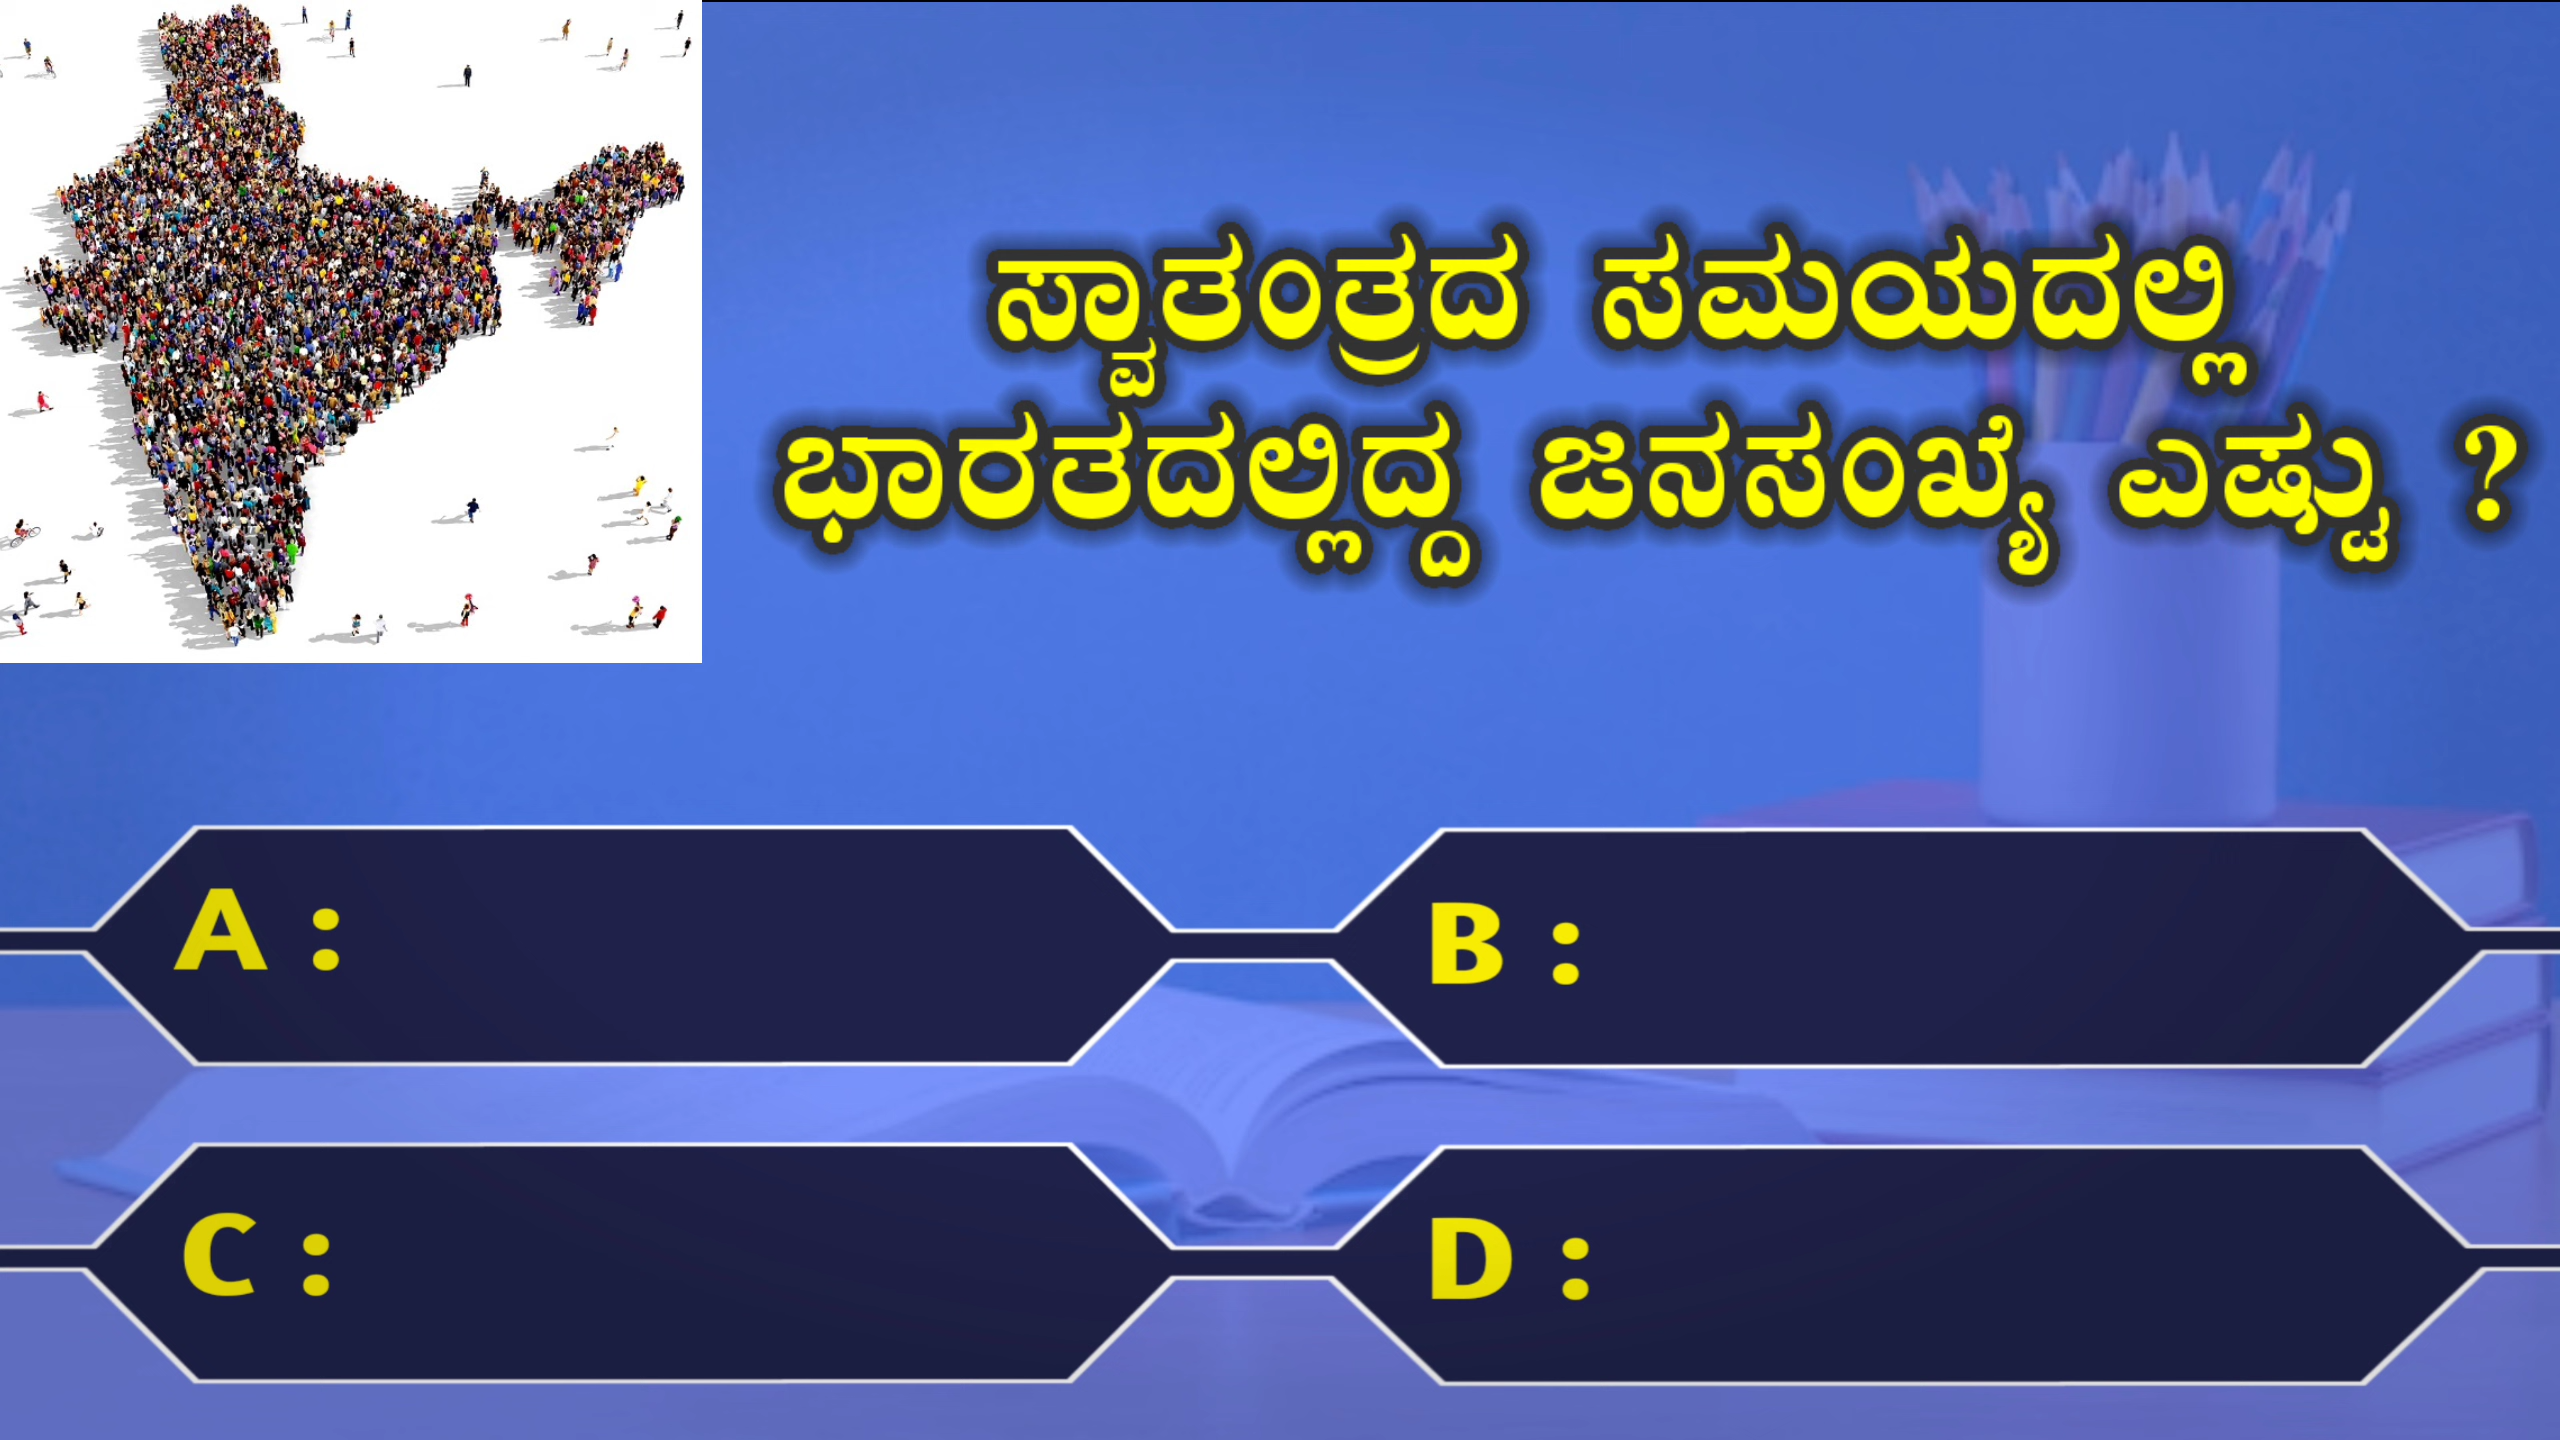 ಸ್ವಾತಂತ್ರದ ಸಮಯದಲ್ಲಿ
ಭಾರತದಲ್ಲಿದ್ದ ಜನಸಂಖ್ಯೆ ಎಷ್ಟು ?
A :
B :
C :
D :